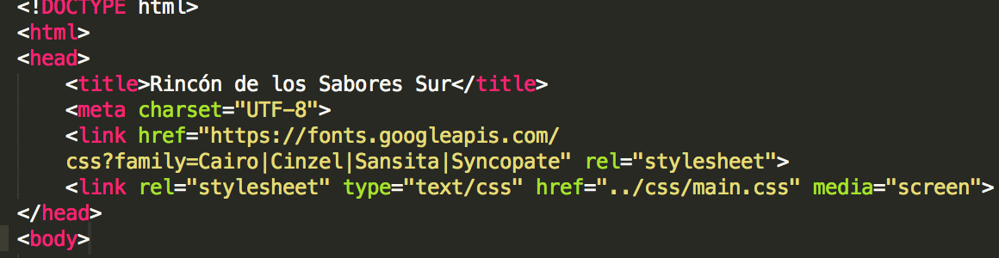 <!DOCTYPE html>
<html>
<head>
<title>Rincón de los Sabores Sur</title>
<meta charset="UTF-8">
<link href="https://fonts.googleapis.com/
css?family=Cairo|Cinzel|Sansita|Syncopate" rel="stylesheet">
<link rel="stylesheet" type="text/css" href="../css/main.css" media="screen">
</head>
<body>